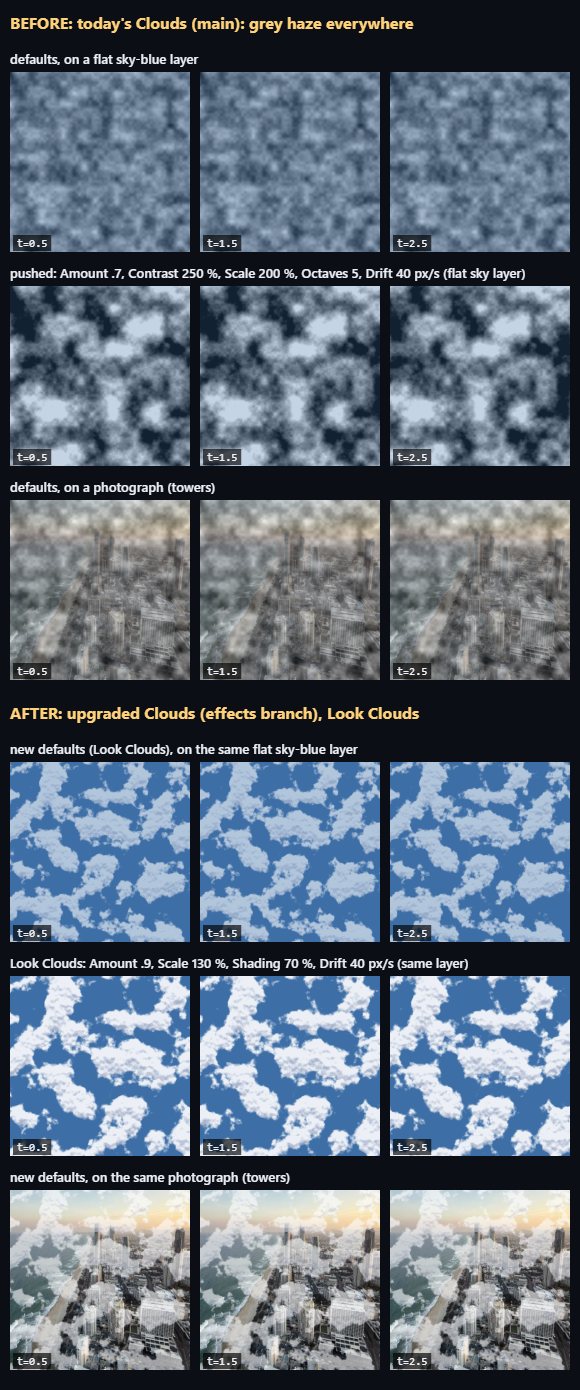 BEFORE: today's Clouds (main): grey haze everywhere
defaults, on a flat sky-blue layer
t=0.5
t=1.5
t=2.5
pushed: Amount .7, Contrast 250 %, Scale 200 %, Octaves 5, Drift 40 px/s (flat sky layer)
t=0.5
t=1.5
t=2.5
defaults, on a photograph (towers)
t=0.5
t=1.5
t=2.5
AFTER: upgraded Clouds (effects branch), Look Clouds
new defaults (Look Clouds), on the same flat sky-blue layer
t=0.5
t=1.5
t=2.5
Look Clouds: Amount .9, Scale 130 %, Shading 70 %, Drift 40 px/s (same layer)
t=0.5
t=1.5
t=2.5
new defaults, on the same photograph (towers)
t=0.5
t=1.5
t=2.5